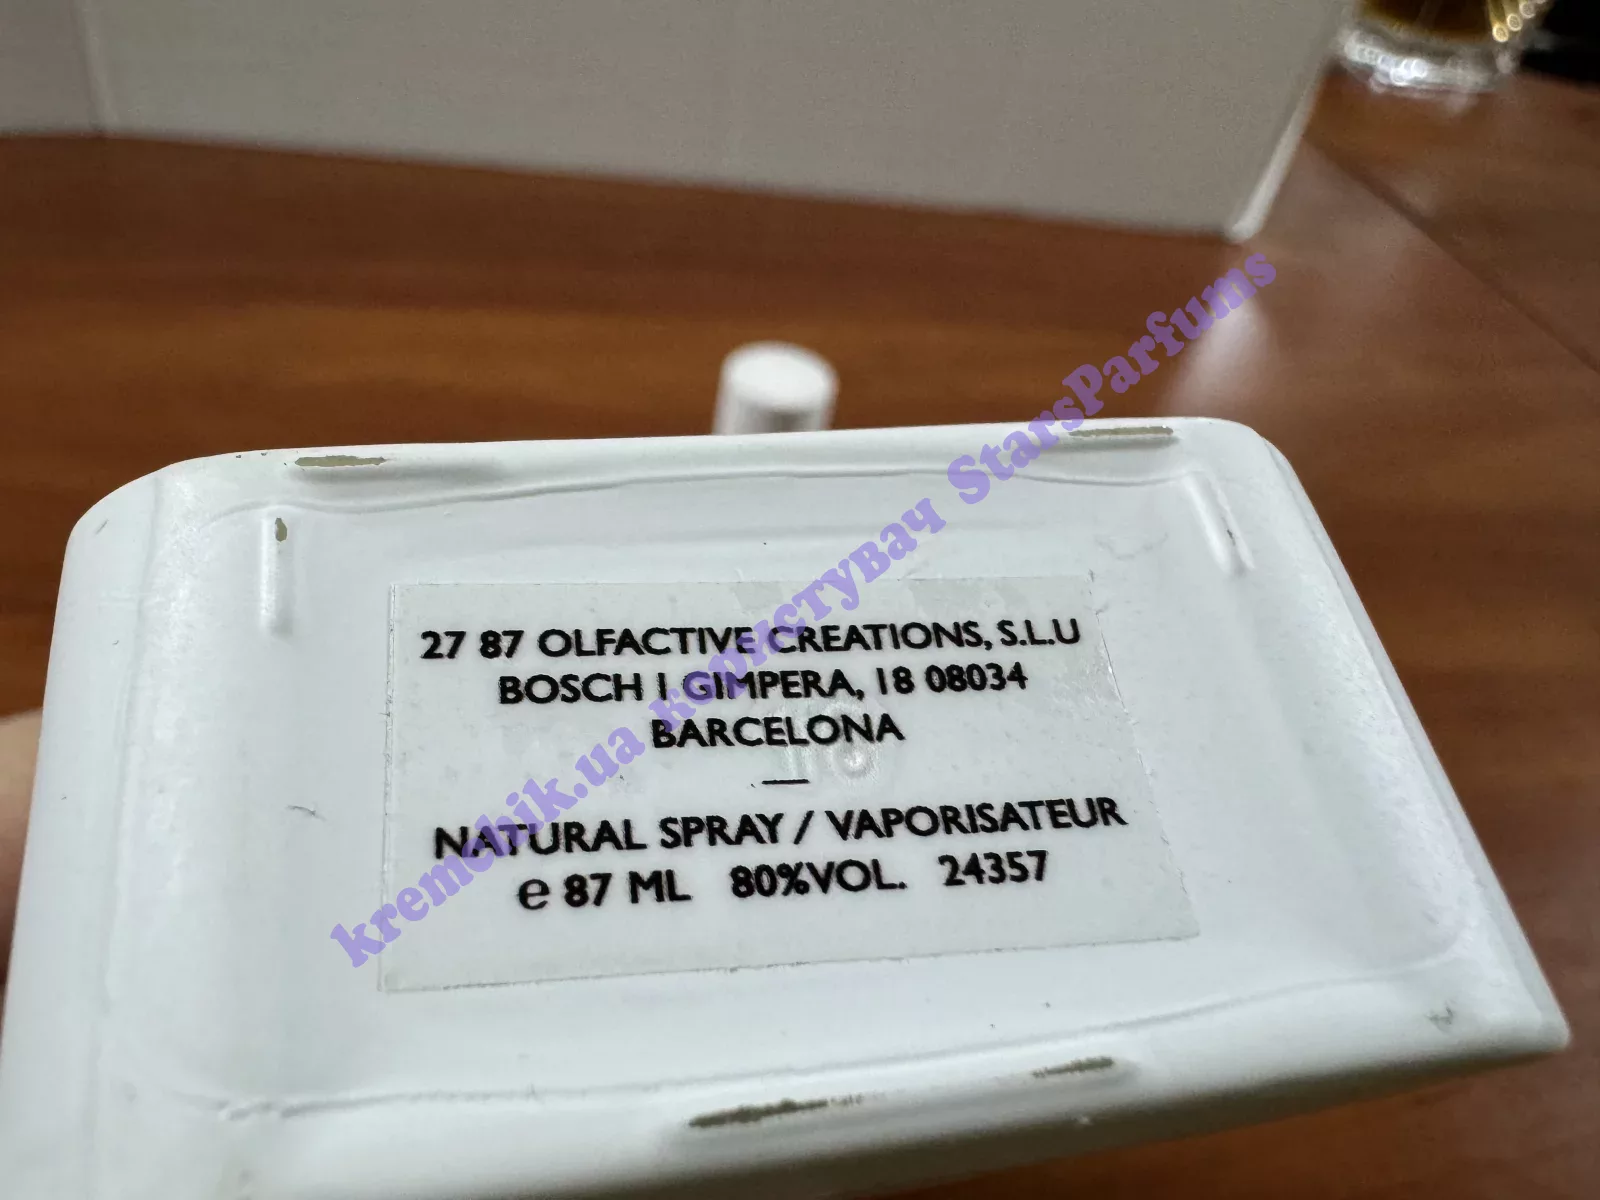 27 87 OLFACTIVE CREATIONS, S.L.U
BOSCH I GIMPERA, 18 08034
BARCELONA
—
NATURAL SPRAY / VAPORISATEUR
℮ 87 ML 80%VOL. 24357
kremchik.ua користувач StarsParfums